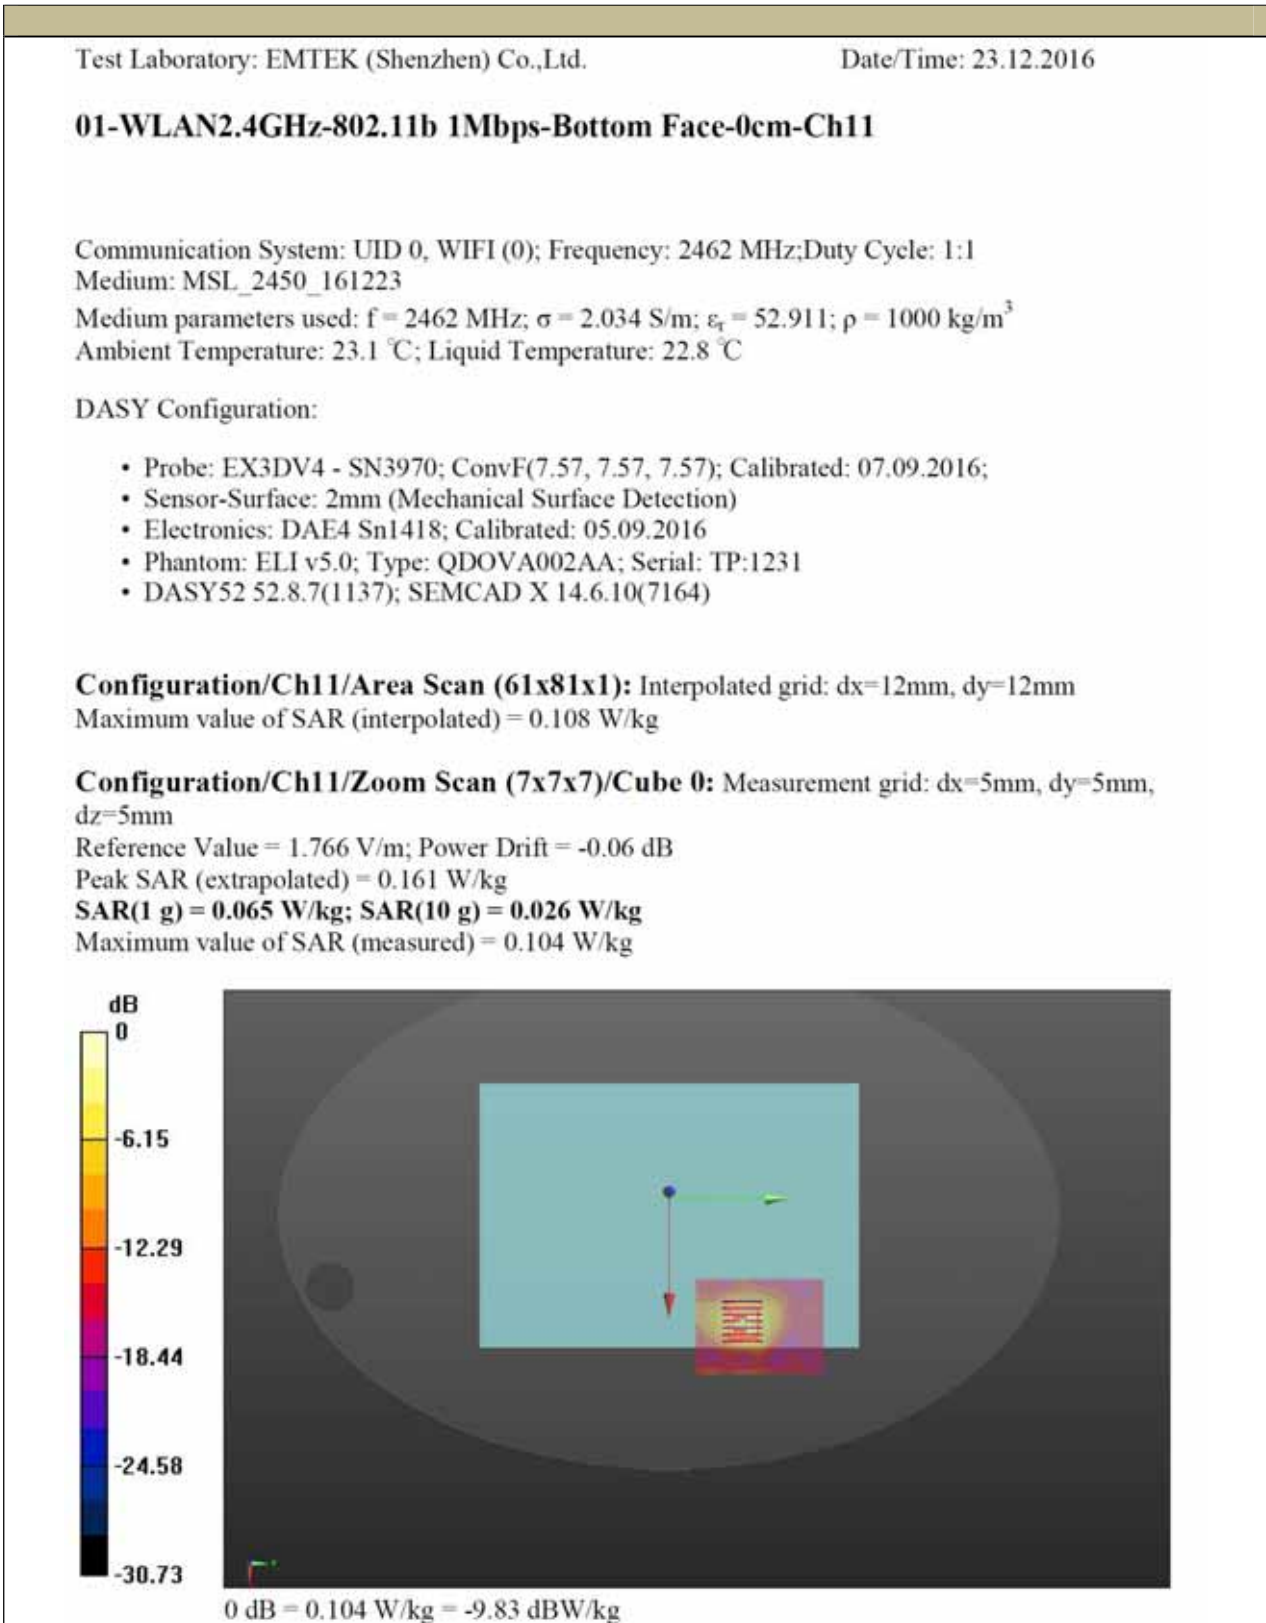 Test Laboratory: EMTEK (Shenzhen) Co.,Ltd. Date/Time: 23.12.2016
01-WLAN2.4GHz-802.11b 1Mbps-Bottom Face-0cm-Ch11
Communication System: UID 0, WIFI (0); Frequency: 2462 MHz;Duty Cycle: 1:1
Medium: MSL_2450_161223
Medium parameters used: f = 2462 MHz; σ = 2.034 S/m; εr = 52.911; ρ = 1000 kg/m³
Ambient Temperature: 23.1 ℃; Liquid Temperature: 22.8 ℃
DASY Configuration:
• Probe: EX3DV4 - SN3970; ConvF(7.57, 7.57, 7.57); Calibrated: 07.09.2016;
• Sensor-Surface: 2mm (Mechanical Surface Detection)
• Electronics: DAE4 Sn1418; Calibrated: 05.09.2016
• Phantom: ELI v5.0; Type: QDOVA002AA; Serial: TP:1231
• DASY52 52.8.7(1137); SEMCAD X 14.6.10(7164)
Configuration/Ch11/Area Scan (61x81x1): Interpolated grid: dx=12mm, dy=12mm
Maximum value of SAR (interpolated) = 0.108 W/kg
Configuration/Ch11/Zoom Scan (7x7x7)/Cube 0: Measurement grid: dx=5mm, dy=5mm,
dz=5mm
Reference Value = 1.766 V/m; Power Drift = -0.06 dB
Peak SAR (extrapolated) = 0.161 W/kg
SAR(1 g) = 0.065 W/kg; SAR(10 g) = 0.026 W/kg
Maximum value of SAR (measured) = 0.104 W/kg
dB
0
-6.15
-12.29
-18.44
-24.58
-30.73
0 dB = 0.104 W/kg = -9.83 dBW/kg